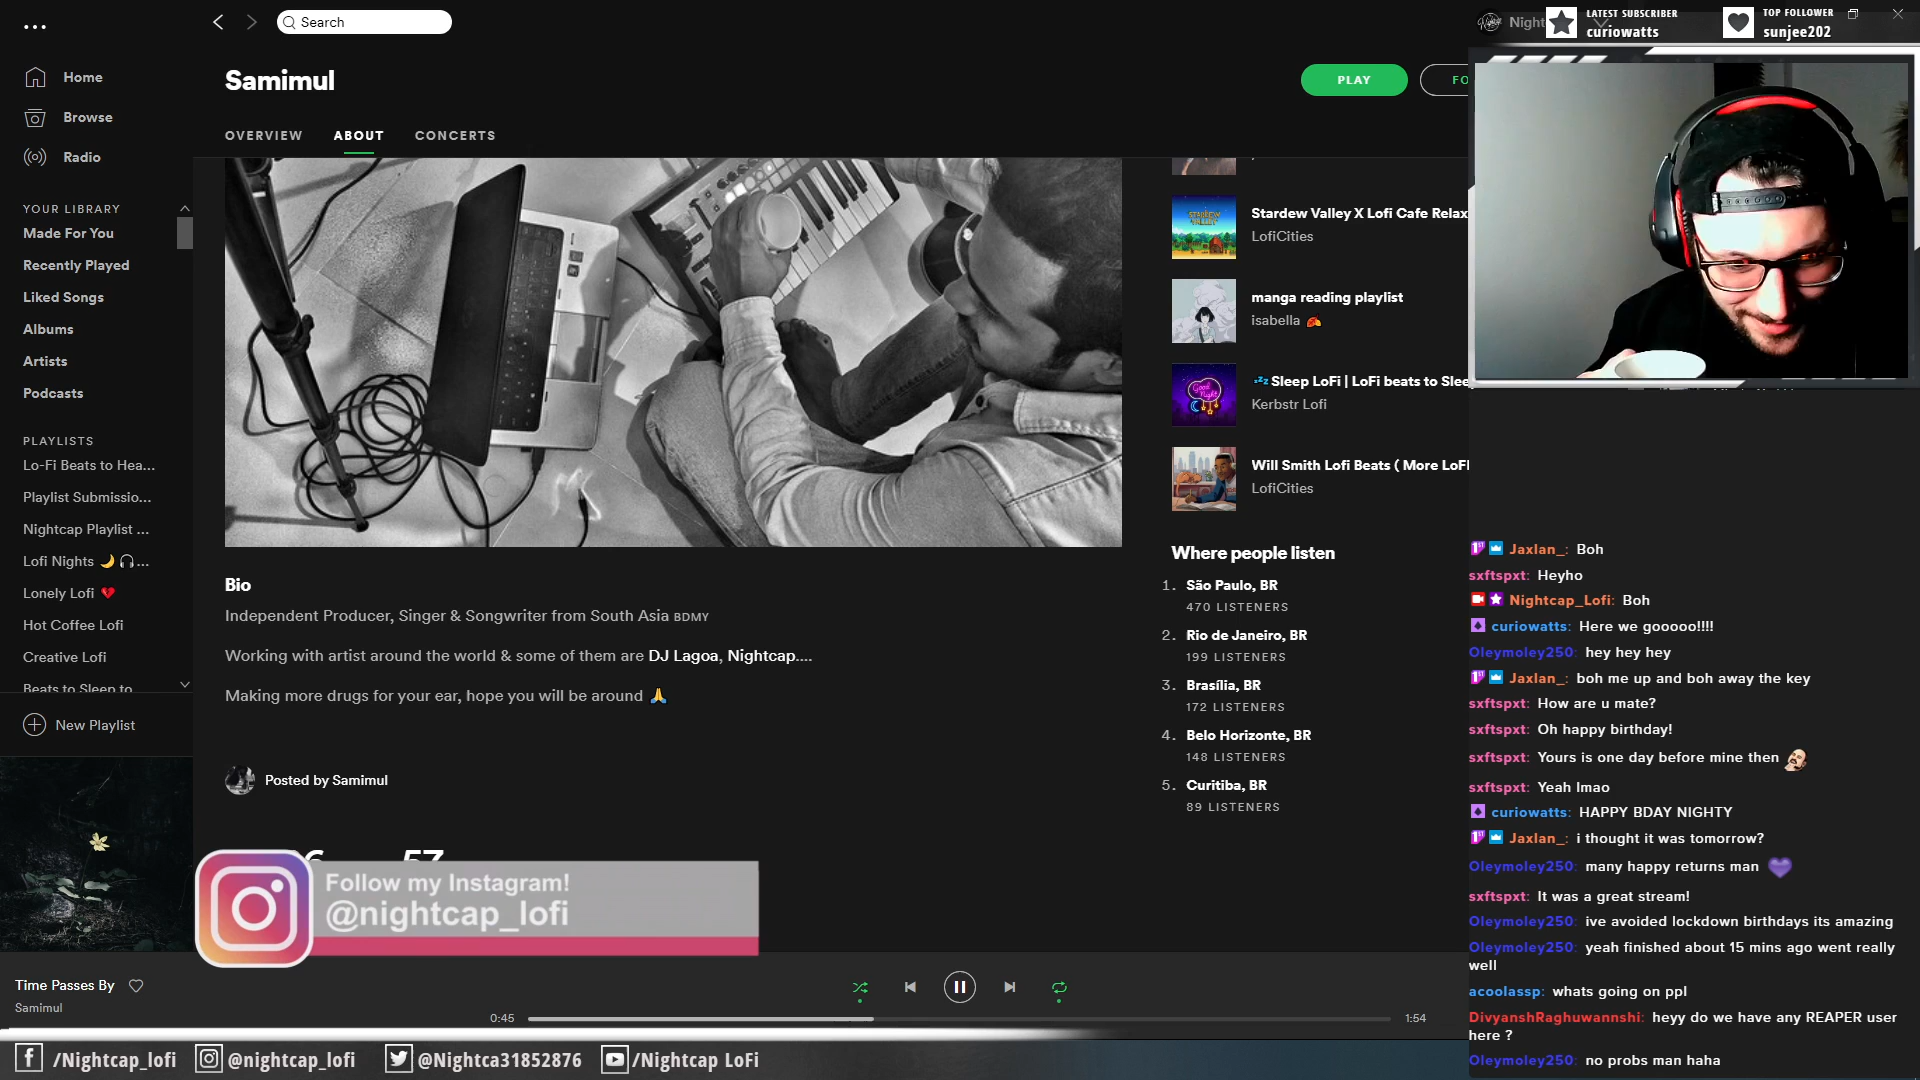 Search
Home
Browse
Radio
YOUR LIBRARY
Made For You
Recently Played
Liked Songs
Albums
Artists
Podcasts
PLAYLISTS
Lo-Fi Beats to Hea...
Playlist Submissio...
Nightcap Playlist ...
Lofi Nights 🌙🎧...
Lonely Lofi 💔
Hot Coffee Lofi
Creative Lofi
Beats to Sleep to
New Playlist
Samimul
PLAY
FO
OVERVIEW
ABOUT
CONCERTS
Stardew Valley X Lofi Cafe Relax
LofiCities
manga reading playlist
isabella 🍂
💤Sleep LoFi | LoFi beats to Slee
Kerbstr Lofi
Will Smith Lofi Beats ( More LoFi
LofiCities
Where people listen
1. São Paulo, BR
470 LISTENERS
2. Rio de Janeiro, BR
199 LISTENERS
3. Brasília, BR
172 LISTENERS
4. Belo Horizonte, BR
148 LISTENERS
5. Curitiba, BR
89 LISTENERS
Bio
Independent Producer, Singer & Songwriter from South Asia BDMY
Working with artist around the world & some of them are DJ Lagoa, Nightcap....
Making more drugs for your ear, hope you will be around 🙏
Posted by Samimul
57
Follow my Instagram!
@nightcap_lofi
Time Passes By
Samimul
0:45
1:54
/Nightcap_lofi
@nightcap_lofi
@Nightca31852876
/Nightcap LoFi
Night
LATEST SUBSCRIBER
curiowatts
TOP FOLLOWER
sunjee202
Jaxlan_: Boh
sxftspxt: Heyho
Nightcap_Lofi: Boh
curiowatts: Here we gooooo!!!!
Oleymoley250: hey hey hey
Jaxlan_: boh me up and boh away the key
sxftspxt: How are u mate?
sxftspxt: Oh happy birthday!
sxftspxt: Yours is one day before mine then
sxftspxt: Yeah lmao
curiowatts: HAPPY BDAY NIGHTY
Jaxlan_: i thought it was tomorrow?
Oleymoley250: many happy returns man 💜
sxftspxt: It was a great stream!
Oleymoley250: ive avoided lockdown birthdays its amazing
Oleymoley250: yeah finished about 15 mins ago went really
well
acoolassp: whats going on ppl
DivyanshRaghuwannshi: heyy do we have any REAPER user
here ?
Oleymoley250: no probs man haha